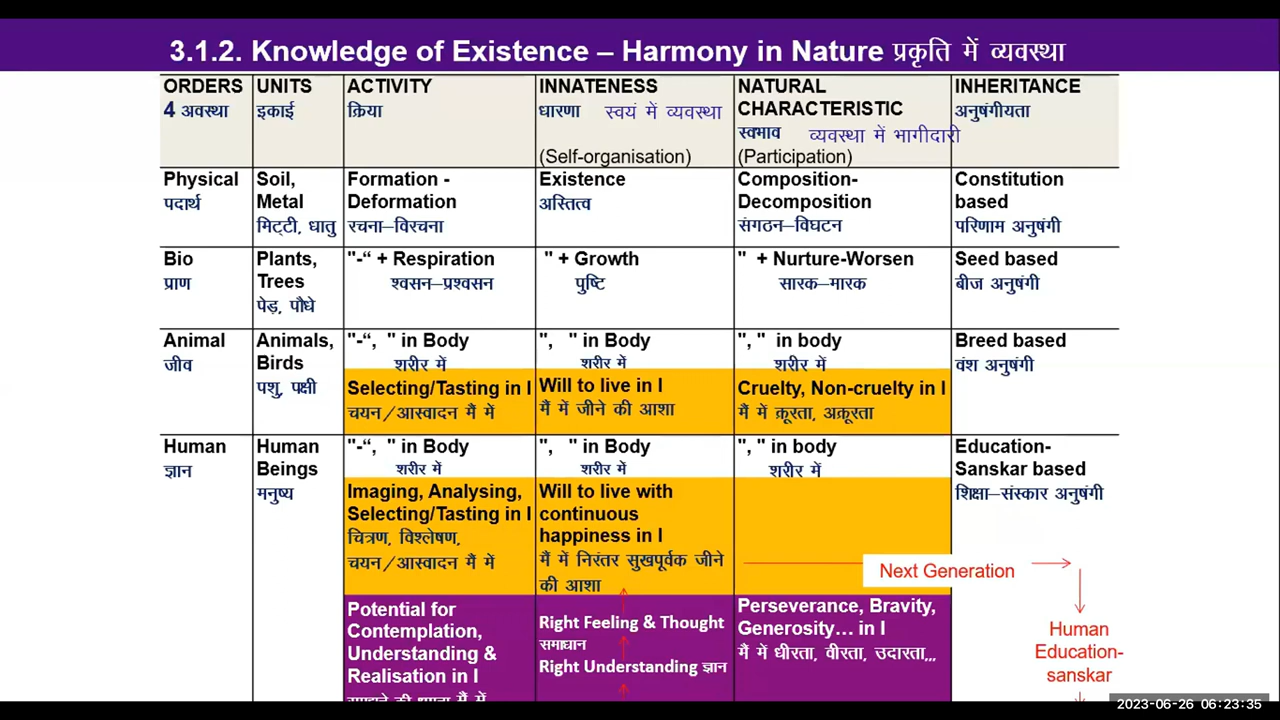 3.1.2. Knowledge of Existence – Harmony in Nature प्रकृति में व्यवस्था
ORDERS
4 अवस्था
UNITS
इकाई
ACTIVITY
क्रिया
INNATENESS
धारणा स्वयं में व्यवस्था
(Self-organisation)
NATURAL
CHARACTERISTIC
स्वभाव व्यवस्था में भागीदारी
(Participation)
INHERITANCE
अनुषंगीयता
Physical
पदार्थ
Soil,
Metal
मिट्टी, धातु
Formation -
Deformation
रचना–विरचना
Existence
अस्तित्व
Composition-
Decomposition
संगठन–विघटन
Constitution
based
परिणाम अनुषंगी
Bio
प्राण
Plants,
Trees
पेड़, पौधे
"-“ + Respiration
श्वसन–प्रश्वसन
" + Growth
पुष्टि
" + Nurture-Worsen
सारक–मारक
Seed based
बीज अनुषंगी
Animal
जीव
Animals,
Birds
पशु, पक्षी
"-“, " in Body
शरीर में
Selecting/Tasting in I
चयन/आस्वादन मैं में
", " in Body
शरीर में
Will to live in I
मैं में जीने की आशा
", " in body
शरीर में
Cruelty, Non-cruelty in I
मैं में क्रूरता, अक्रूरता
Breed based
वंश अनुषंगी
Human
ज्ञान
Human
Beings
मनुष्य
"-“, " in Body
शरीर में
Imaging, Analysing,
Selecting/Tasting in I
चित्रण, विश्लेषण,
चयन/आस्वादन मैं में
Potential for
Contemplation,
Understanding &
Realisation in I
", " in Body
शरीर में
Will to live with
continuous
happiness in I
मैं में निरंतर सुखपूर्वक जीने
की आशा
Right Feeling & Thought
समाधान
Right Understanding ज्ञान
", " in body
शरीर में
Perseverance, Bravity,
Generosity... in I
मैं में धीरता, वीरता, उदारता,,,
Education-
Sanskar based
शिक्षा–संस्कार अनुषंगी
Next Generation
Human
Education-
sanskar
2023-06-26 06:23:35